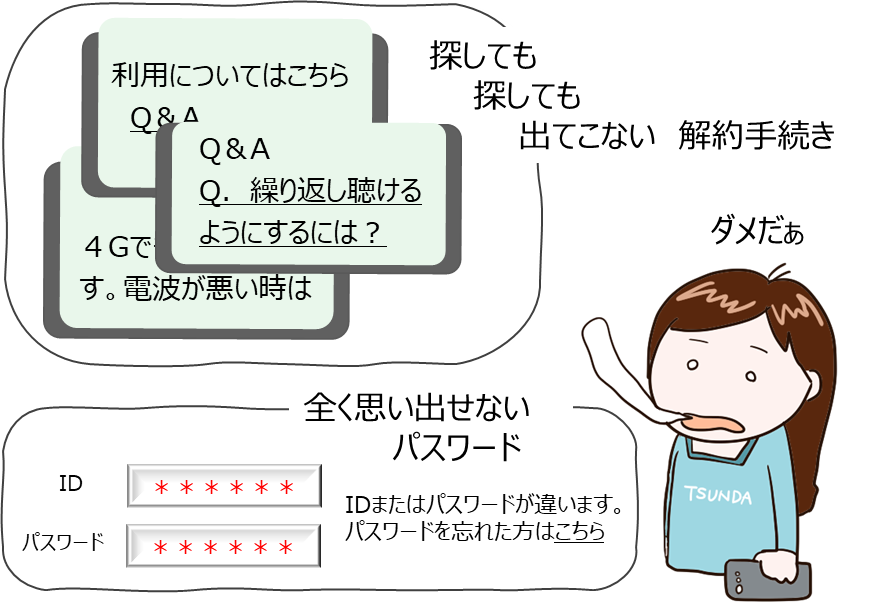 利用についてはこちら
Q&A
Q&A
Q. 繰り返し聴ける
ようにするには？
４Gで
す。電波が悪い時は
探しても
探しても
出てこない 解約手続き
ダメだぁ
全く思い出せない
パスワード
ID
＊＊＊＊＊＊
パスワード
＊＊＊＊＊＊
IDまたはパスワードが違います。
パスワードを忘れた方はこちら
TSUNDA